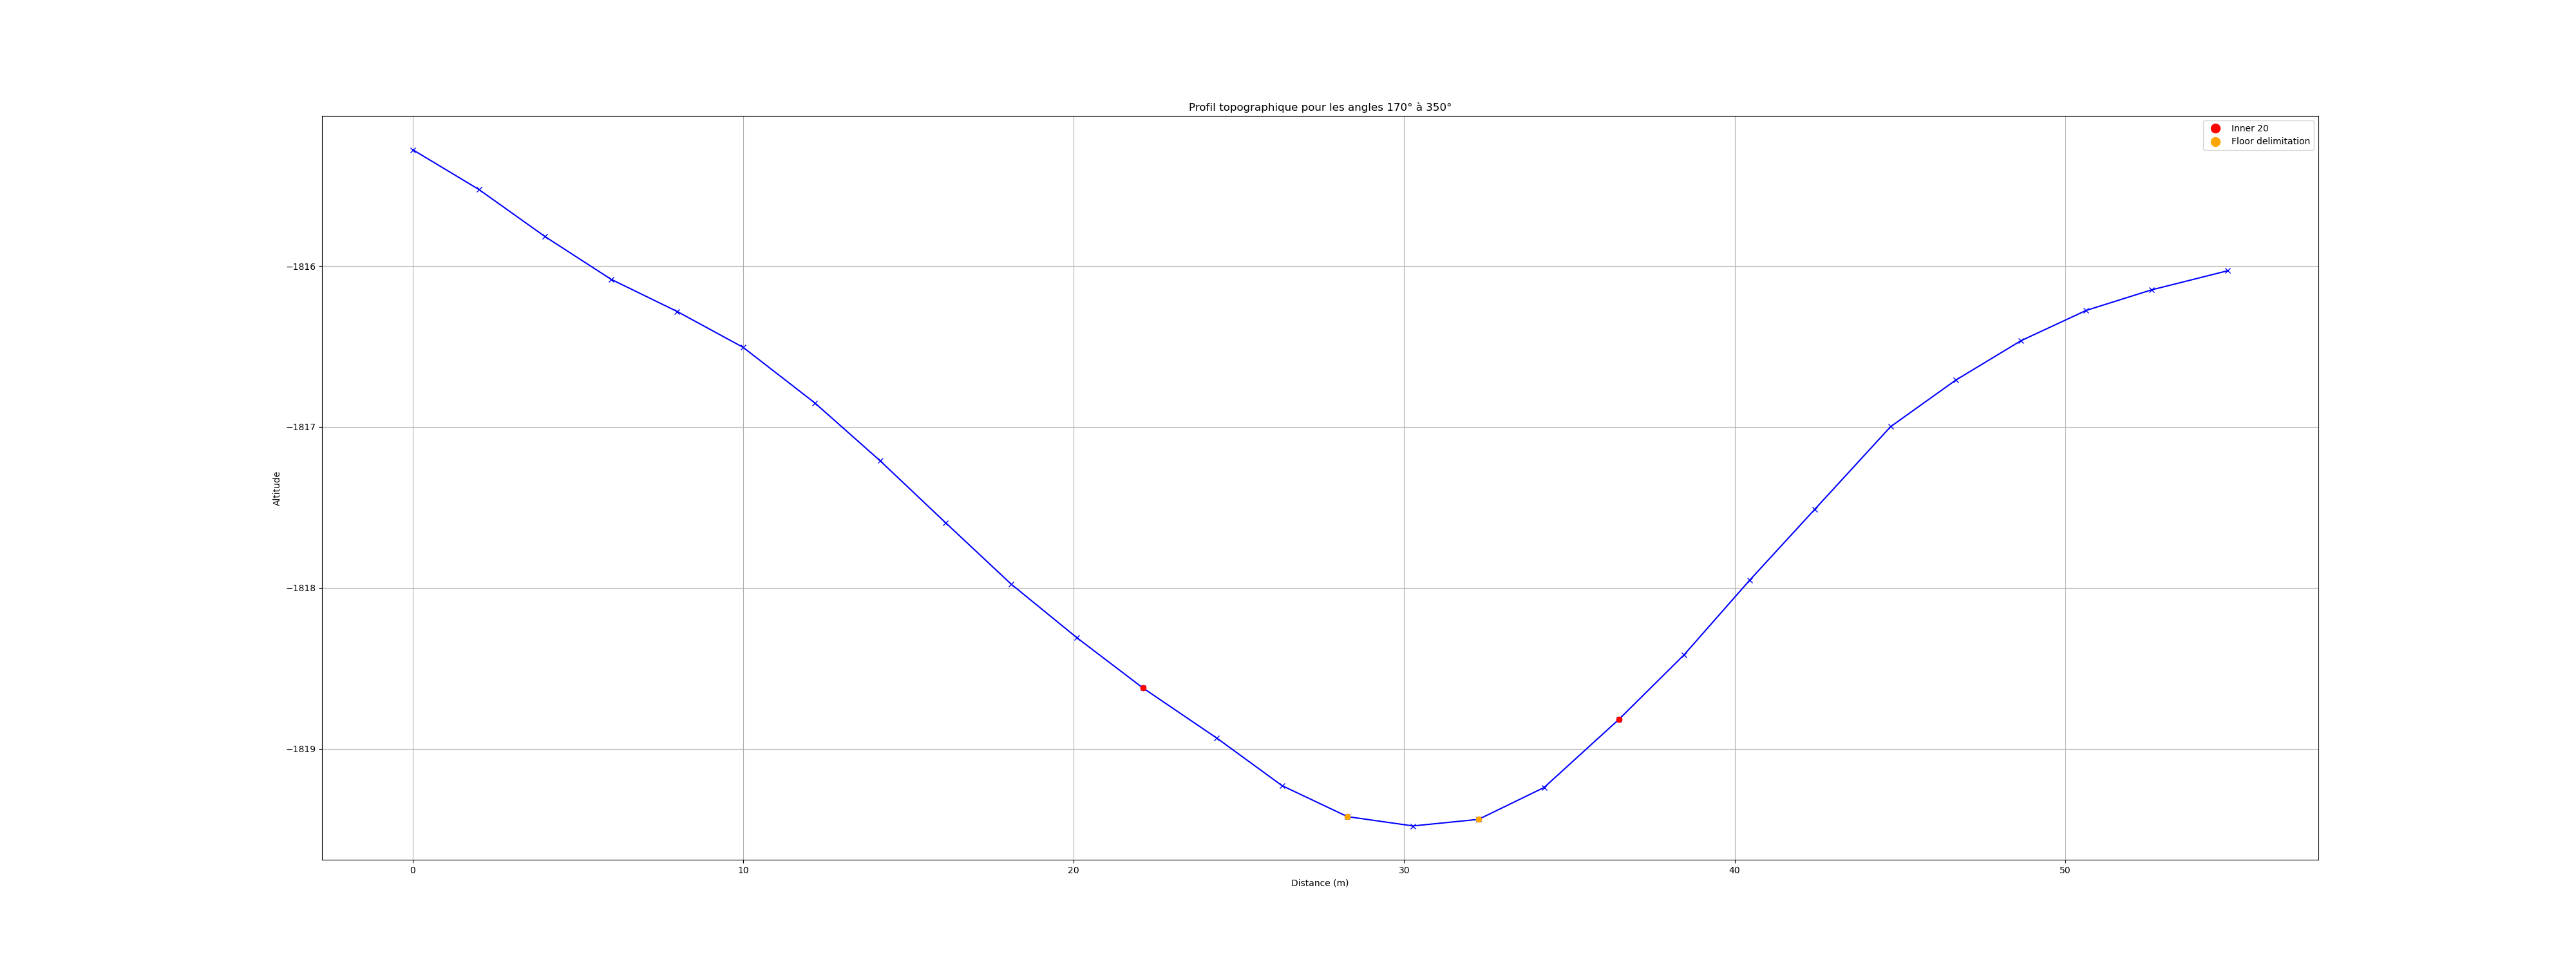 Profil topographique pour les angles 170° à 350°
Inner 20
Floor delimitation
Altitude
−1816
−1817
−1818
−1819
0 10 20 30 40 50
Distance (m)